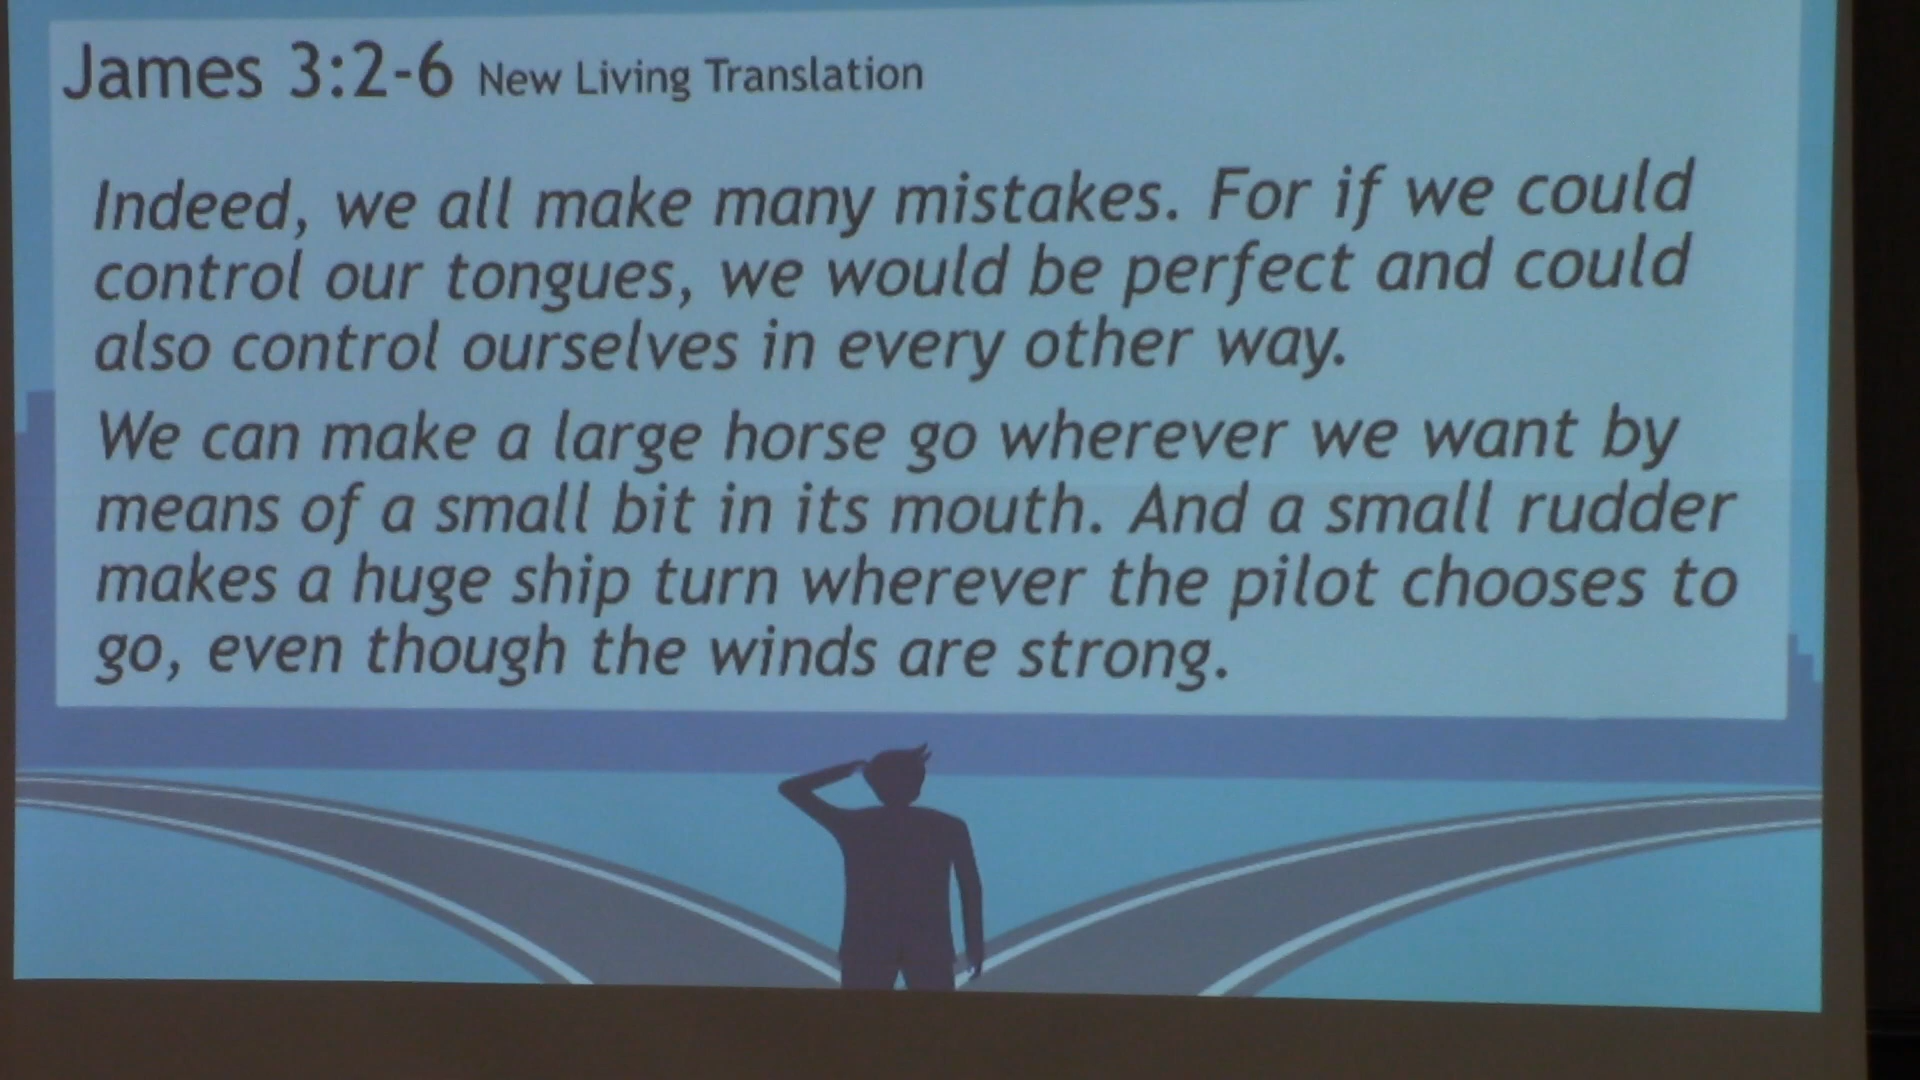 James 3:2-6 New Living Translation
Indeed, we all make many mistakes. For if we could
control our tongues, we would be perfect and could
also control ourselves in every other way.
We can make a large horse go wherever we want by
means of a small bit in its mouth. And a small rudder
makes a huge ship turn wherever the pilot chooses to
go, even though the winds are strong.